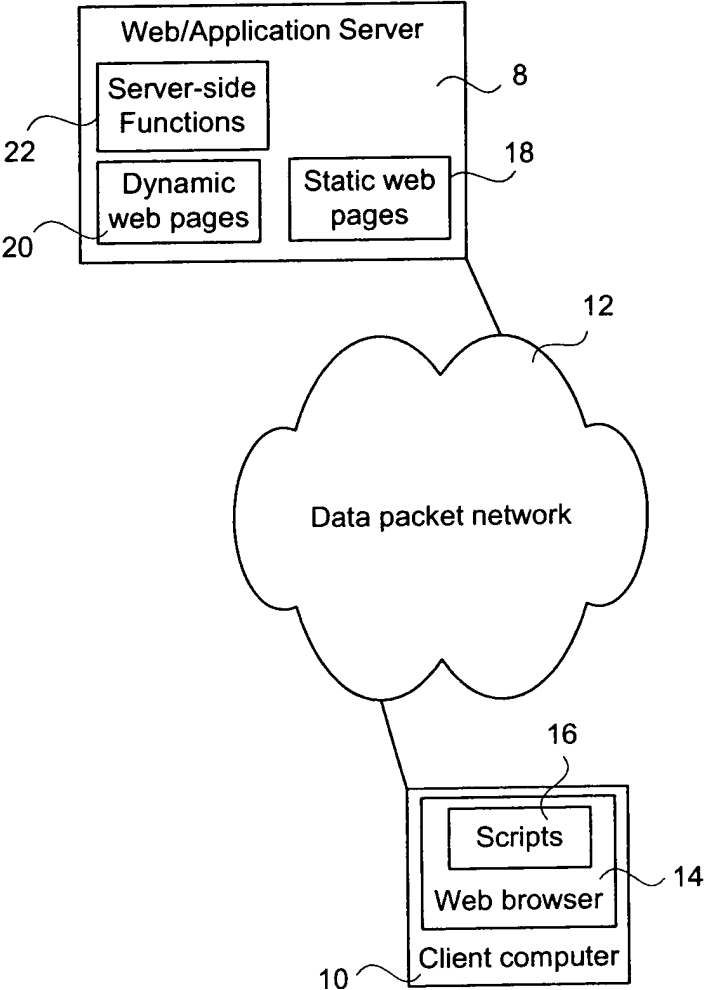 Web/Application Server
8
Server-side
Functions
22
18
Dynamic
web pages
Static web
pages
20
12
Data packet network
16
Scripts
14
Web browser
Client computer
10